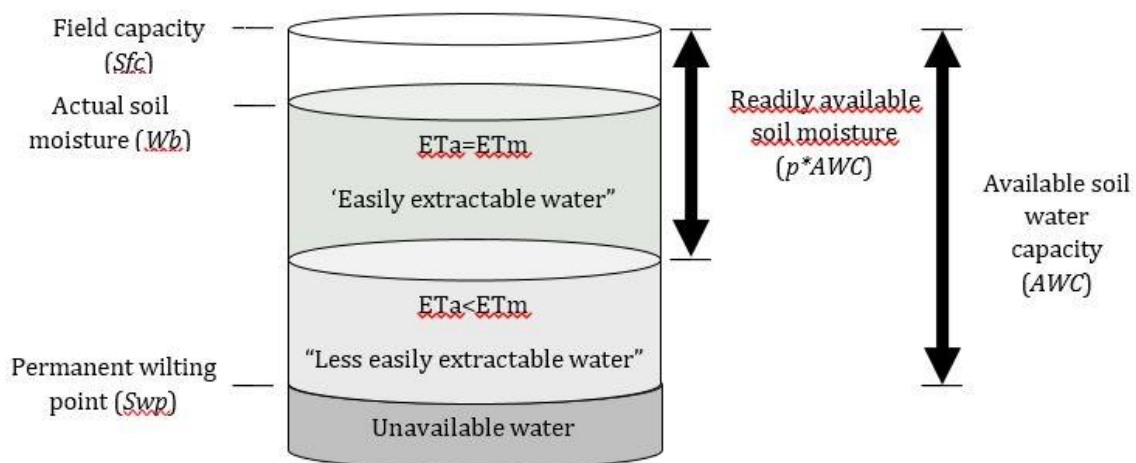 Field capacity
(Sfc)
Actual soil
moisture (Wb)
ETa=ETm
‘Easily extractable water”
ETa<ETm
“Less easily extractable water”
Permanent wilting
point (Swp)
Unavailable water
Readily available
soil moisture
(p*AWC)
Available soil
water
capacity
(AWC)